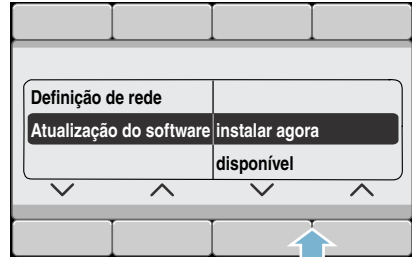 Definição de rede
Atualização do software instalar agora
disponível